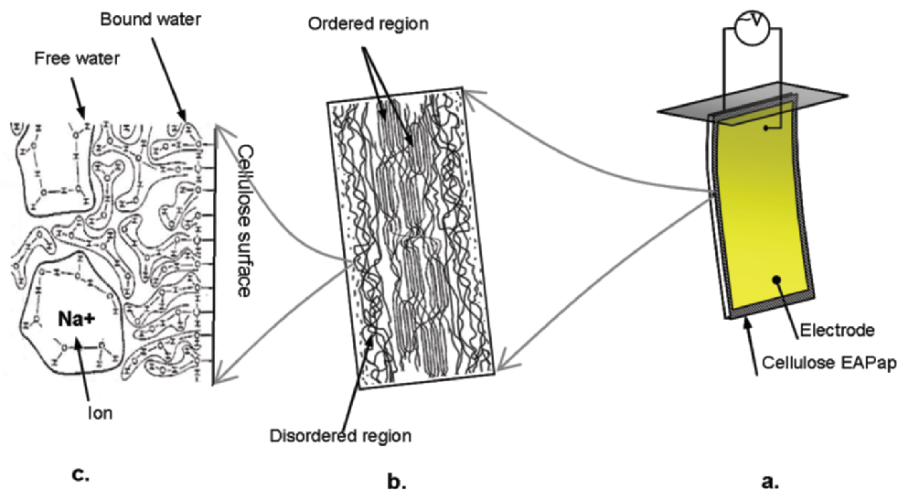 Bound water
Free water
Cellulose surface
Na+
Ion
c.
Ordered region
Disordered region
b.
~V
Electrode
Cellulose EAPap
a.